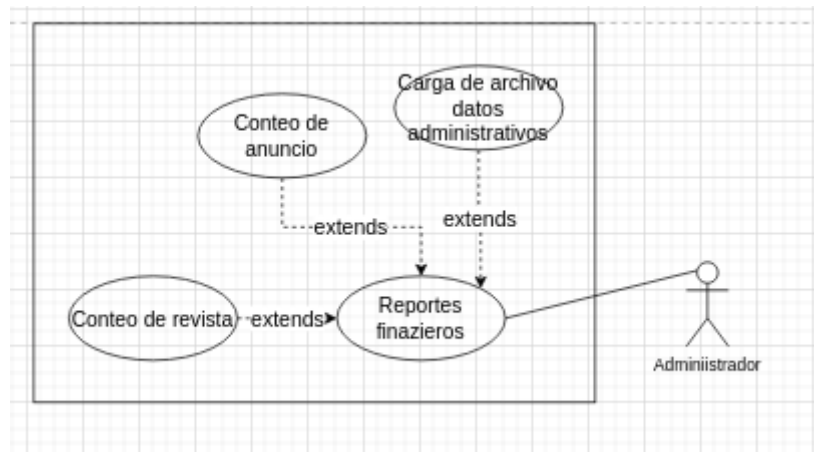 Carga de archivo
datos
administrativos
Conteo de
anuncio
extends
extends
Conteo de revista
extends
Reportes
finazieros
Adminiistrador